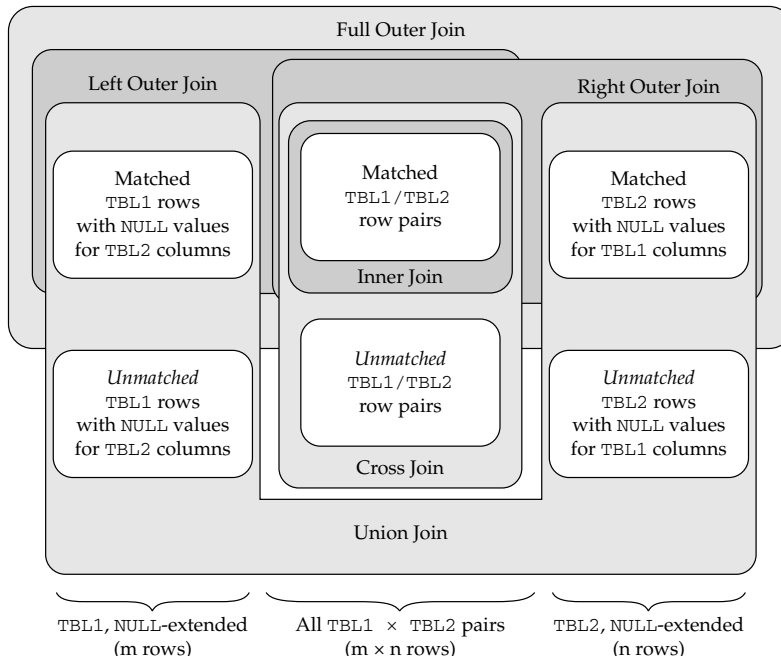 Full Outer Join
Left Outer Join
Right Outer Join
Matched
TBL1 rows
with NULL values
for TBL2 columns
Matched
TBL1/TBL2
row pairs
Inner Join
Matched
TBL2 rows
with NULL values
for TBL1 columns
Unmatched
TBL1 rows
with NULL values
for TBL2 columns
Unmatched
TBL1/TBL2
row pairs
Cross Join
Unmatched
TBL2 rows
with NULL values
for TBL1 columns
Union Join
TBL1, NULL-extended
(m rows)
All TBL1 × TBL2 pairs
(m × n rows)
TBL2, NULL-extended
(n rows)